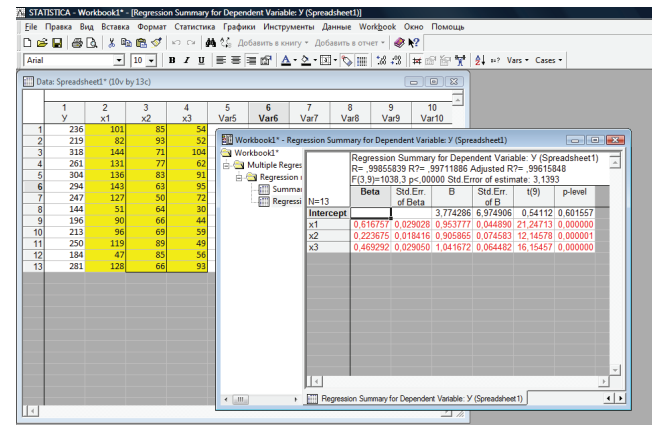 STATISTICA - Workbook1* - [Regression Summary for Dependent Variable: У (Spreadsheet1)]
File Правка Вид Вставка Формат Статистика Графики Инструменты Данные Workbook Окно Помощь
Добавить в книгу Добавить в отчет
Arial 10 B I U Vars Cases
Data: Spreadsheet1* (10v by 13c)
1 2 3 4 5 6 7 8 9 10
У x1 x2 x3 Var5 Var6 Var7 Var8 Var9 Var10
1 236 101 85 54
2 219 82 93 52
3 318 144 71 104
4 261 131 77 62
5 304 136 83 91
6 294 143 63 95
7 247 127 50 72
8 144 51 64 30
9 196 90 66 44
10 213 96 69 59
11 250 119 89 49
12 184 47 85 56
13 281 128 66 93
Workbook1* - Regression Summary for Dependent Variable: У (Spreadsheet1)
Workbook1*
Multiple Regres
Regression
Summa
Regressi
Regression Summary for Dependent Variable: У (Spreadsheet1)
R= ,99855839 R?= ,99711886 Adjusted R?= ,99615848
F(3,9)=1038,3 p<,00000 Std.Error of estimate: 3,1393
N=13 Beta Std.Err. of Beta B Std.Err. of B t(9) p-level
Intercept 3,774286 6,974906 0,54112 0,601557
x1 0,616757 0,029028 0,953777 0,044890 21,24713 0,000000
x2 0,223675 0,018416 0,905865 0,074583 12,14578 0,000001
x3 0,469292 0,029050 1,041672 0,064482 16,15457 0,000000
Regression Summary for Dependent Variable: У (Spreadsheet1)